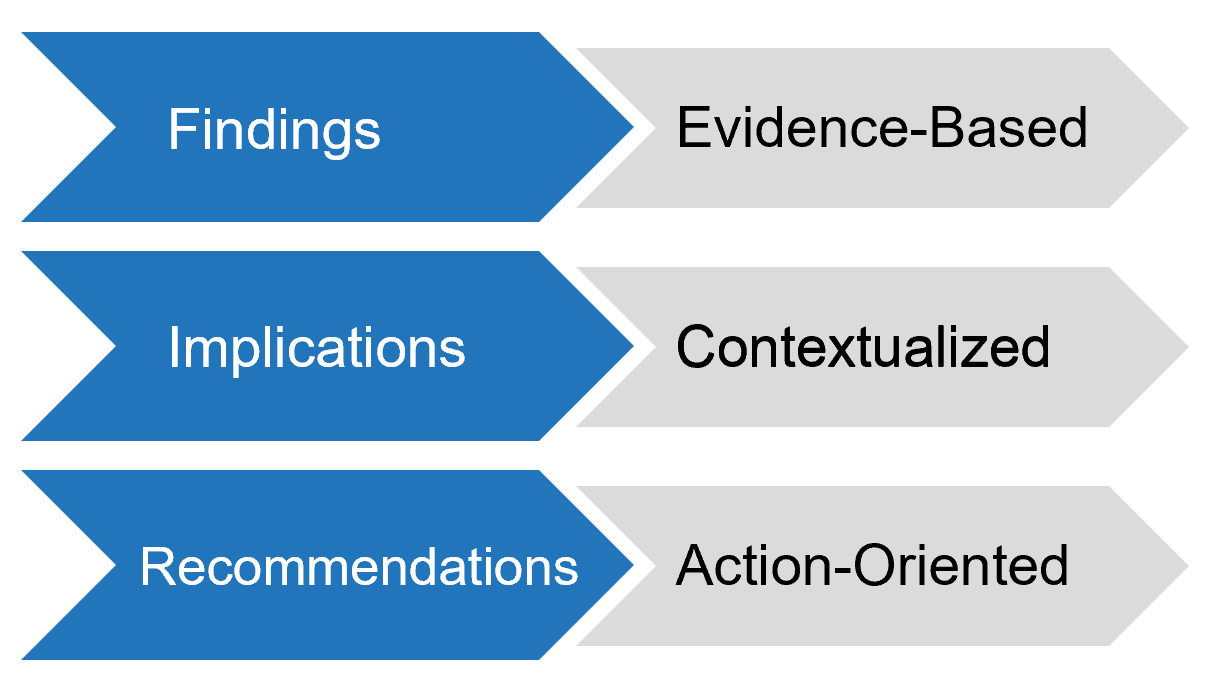 Findings
Evidence-Based
Implications
Contextualized
Recommendations
Action-Oriented